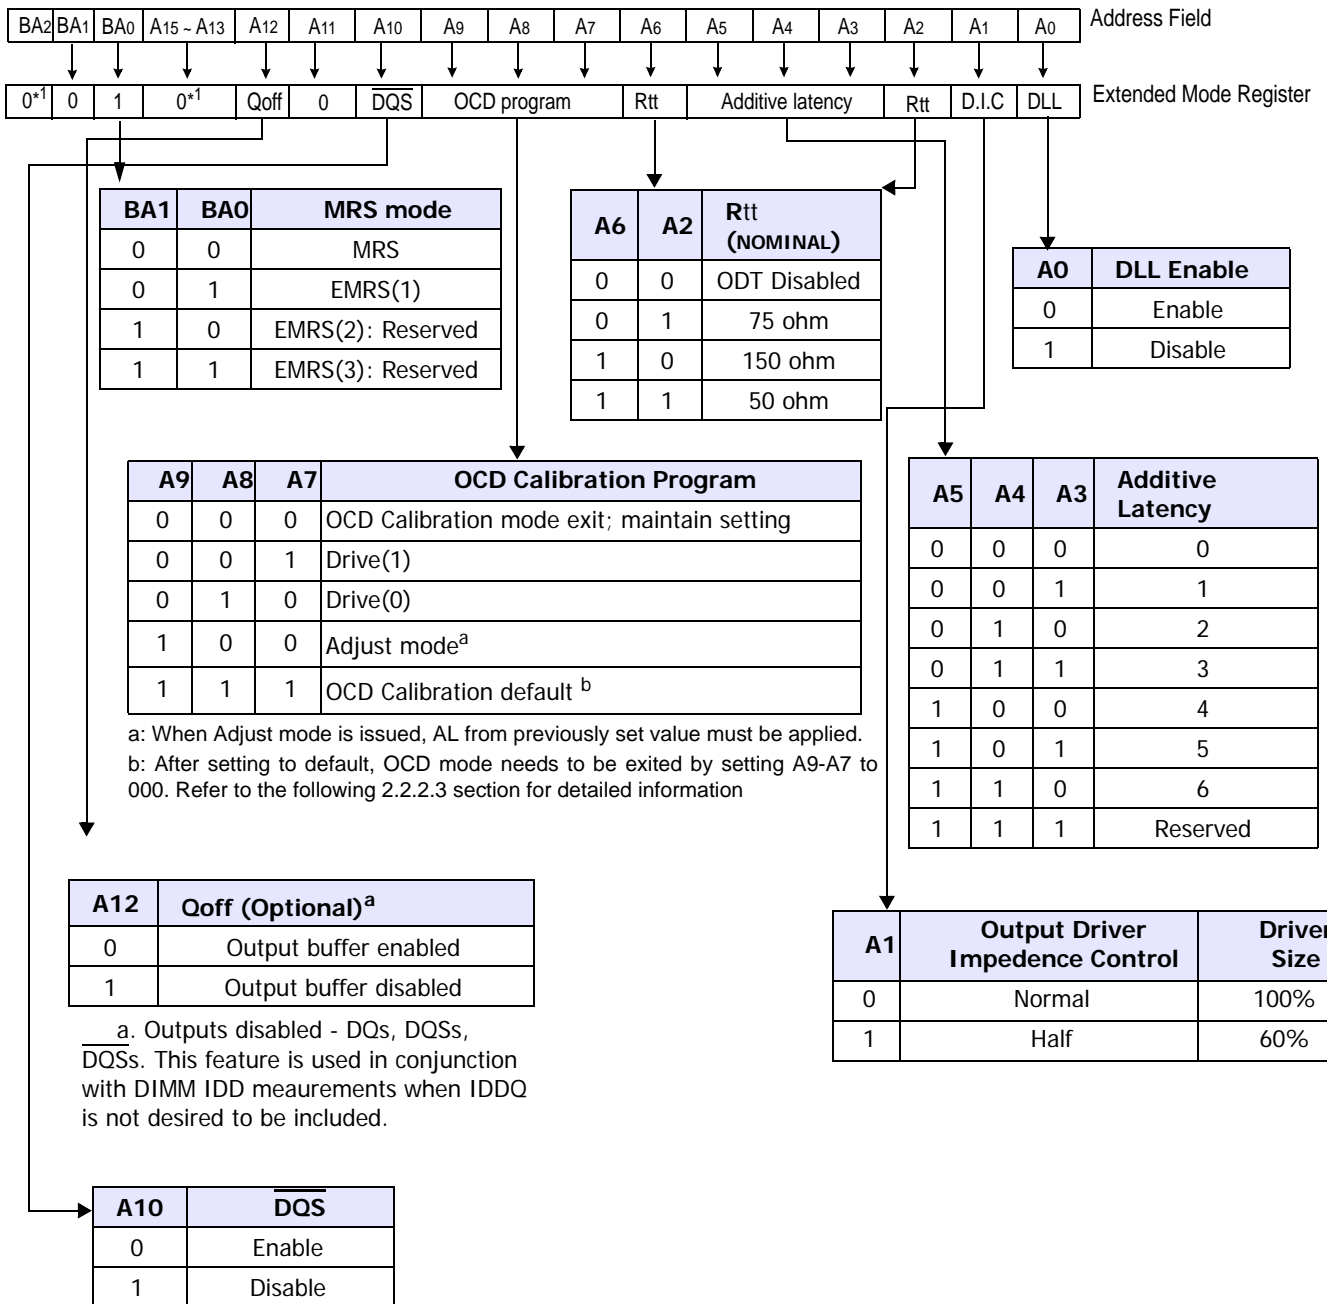 BA2 BA1 BA0 A15 ~ A13 A12 A11 A10 A9 A8 A7 A6 A5 A4 A3 A2 A1 A0 Address Field
0*1 0 1 0*1 Qoff 0 DQS OCD program Rtt Additive latency Rtt D.I.C DLL Extended Mode Register
BA1 BA0 MRS mode
0 0 MRS
0 1 EMRS(1)
1 0 EMRS(2): Reserved
1 1 EMRS(3): Reserved
A6 A2 Rtt
(NOMINAL)
0 0 ODT Disabled
0 1 75 ohm
1 0 150 ohm
1 1 50 ohm
A0 DLL Enable
0 Enable
1 Disable
A9 A8 A7 OCD Calibration Program
0 0 0 OCD Calibration mode exit; maintain setting
0 0 1 Drive(1)
0 1 0 Drive(0)
1 0 0 Adjust modea
1 1 1 OCD Calibration default b
a: When Adjust mode is issued, AL from previously set value must be applied.
b: After setting to default, OCD mode needs to be exited by setting A9-A7 to
000. Refer to the following 2.2.2.3 section for detailed information
A5 A4 A3 Additive
Latency
0 0 0 0
0 0 1 1
0 1 0 2
0 1 1 3
1 0 0 4
1 0 1 5
1 1 0 6
1 1 1 Reserved
A12 Qoff (Optional)a
0 Output buffer enabled
1 Output buffer disabled
a. Outputs disabled - DQs, DQSs,
DQSs. This feature is used in conjunction
with DIMM IDD meaurements when IDDQ
is not desired to be included.
A1 Output Driver
Impedence Control Driver
Size
0 Normal 100%
1 Half 60%
A10 DQS
0 Enable
1 Disable